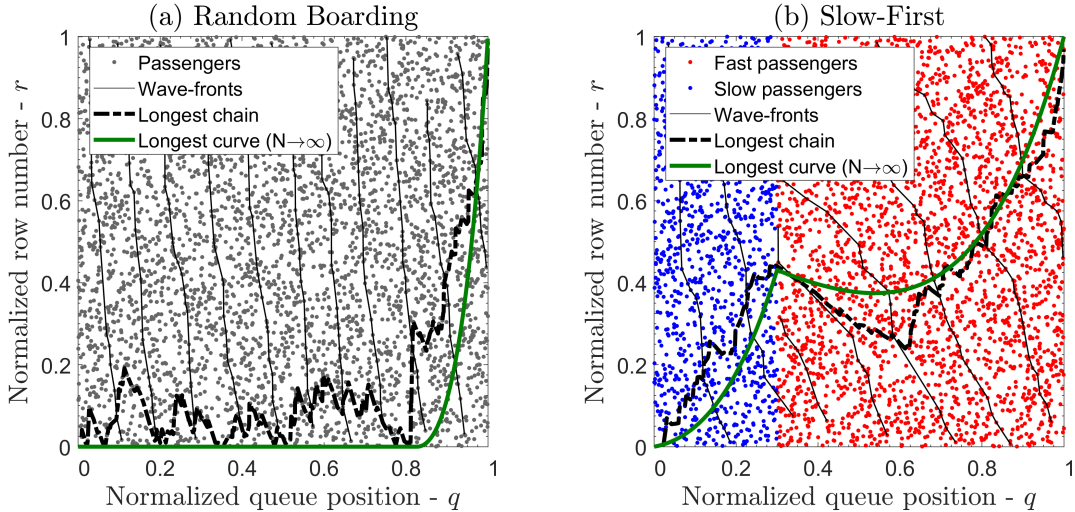 (a) Random Boarding
Normalized row number - r
1
0.8
0.6
0.4
0.2
0
Passengers
Wave-fronts
Longest chain
Longest curve (N→∞)
0 0.2 0.4 0.6 0.8 1
Normalized queue position - q
(b) Slow-First
Normalized row number - r
1
0.8
0.6
0.4
0.2
0
Fast passengers
Slow passengers
Wave-fronts
Longest chain
Longest curve (N→∞)
0 0.2 0.4 0.6 0.8 1
Normalized queue position - q